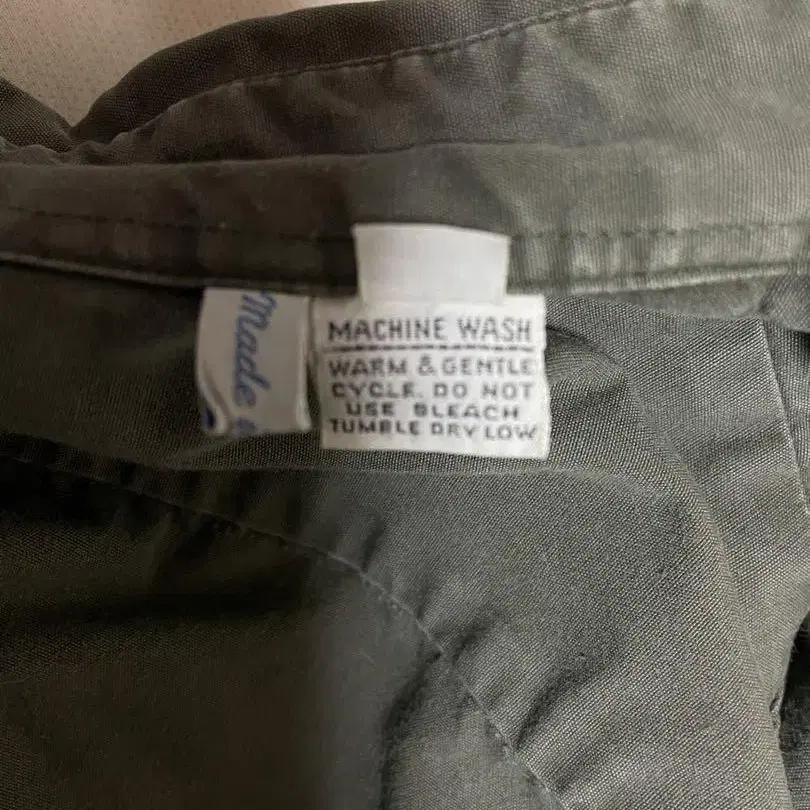 Made
MACHINE WASH
WARM & GENTLE
CYCLE. DO NOT
USE BLEACH
TUMBLE DRY LOW